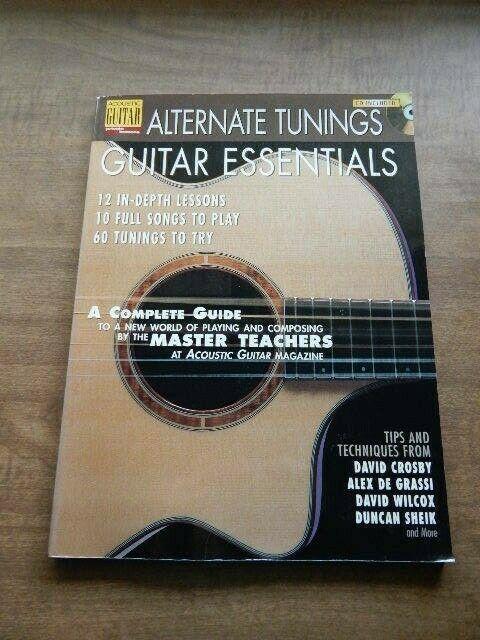 ACOUSTIC
GUITAR
CD INCLUDED
ALTERNATE TUNINGS
GUITAR ESSENTIALS
12 IN-DEPTH LESSONS
10 FULL SONGS TO PLAY
60 TUNINGS TO TRY
A COMPLETE GUIDE
TO A NEW WORLD OF PLAYING AND COMPOSING
BY THE MASTER TEACHERS
AT ACOUSTIC GUITAR MAGAZINE
TIPS AND
TECHNIQUES FROM
DAVID CROSBY
ALEX DE GRASSI
DAVID WILCOX
DUNCAN SHEIK
and More